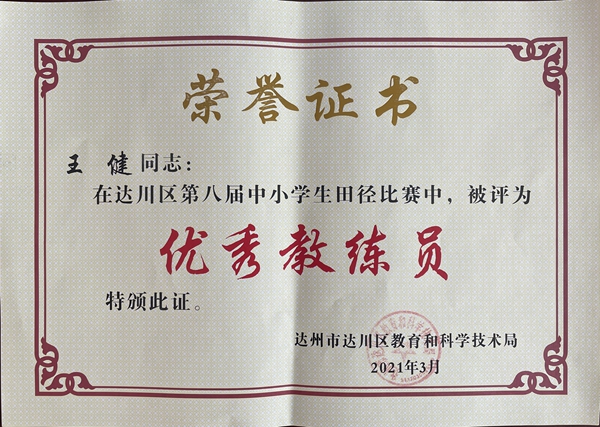 荣誉证书
王 健 同志：
在达川区第八届中小学生田径比赛中，被评为
优秀教练员
特颁此证。
达州市达川区教育和科学技术局
2021年3月